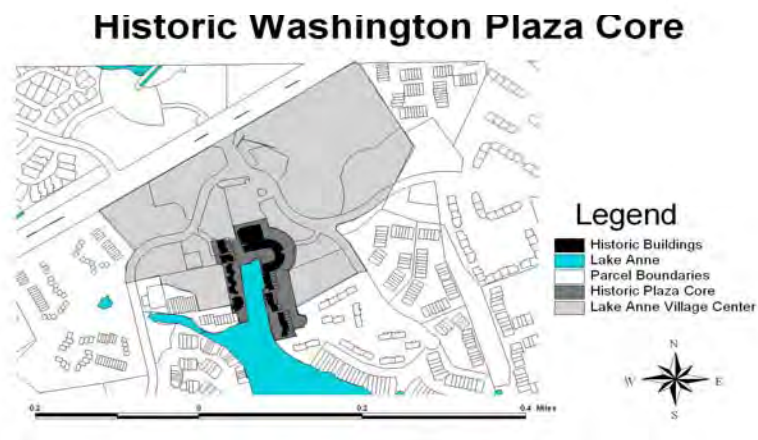 Historic Washington Plaza Core
Legend
Historic Buildings
Lake Anne
Parcel Boundaries
Historic Plaza Core
Lake Anne Village Center
N
W E
S
0.2 0 0.2 0.4 Miles